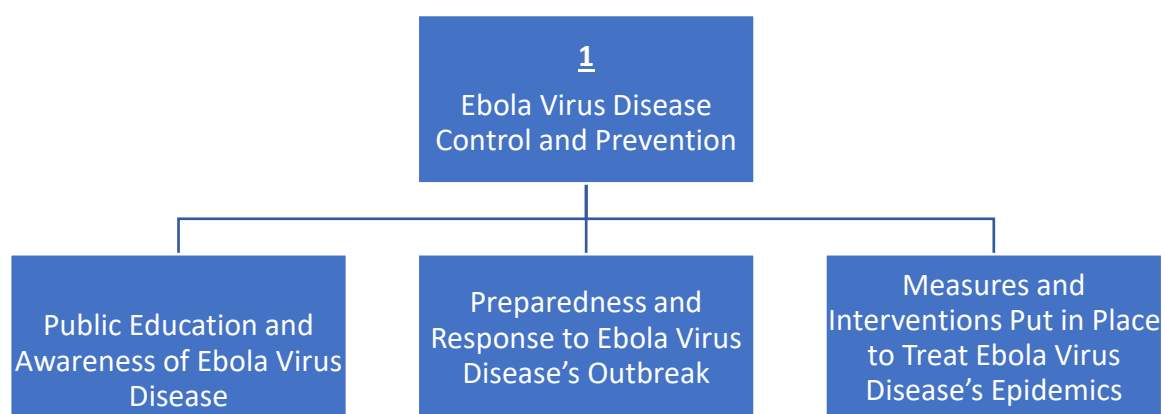 1
Ebola Virus Disease
Control and Prevention
Public Education and
Awareness of Ebola Virus
Disease
Preparedness and
Response to Ebola Virus
Disease’s Outbreak
Measures and
Interventions Put in Place
to Treat Ebola Virus
Disease’s Epidemics